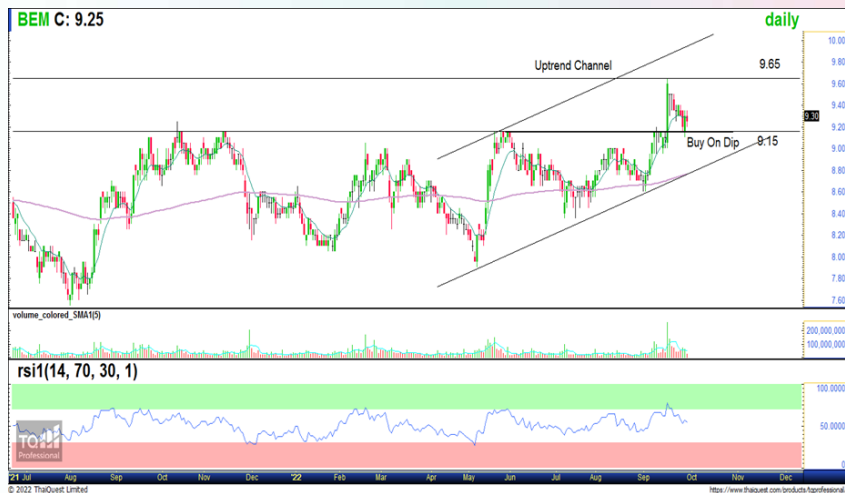 BEM C: 9.25 daily
10.00
Uptrend Channel 9.65
9.80
9.60
9.40
9.30
9.20
Buy On Dip 9.15
9.00
8.80
8.60
8.40
8.20
8.00
7.80
7.60
volume_colored_SMA1(5)
200,000,000
100,000,000
rsi1(14, 70, 30, 1)
100.0000
50.0000
0
TQ
Professional
'21 Jul Aug Sep Oct Nov Dec '22 Feb Mar Apr May Jun Jul Aug Sep Oct Nov Dec
© 2022 ThaiQuest Limited https://www.thaiquest.com/products/tqprofessional